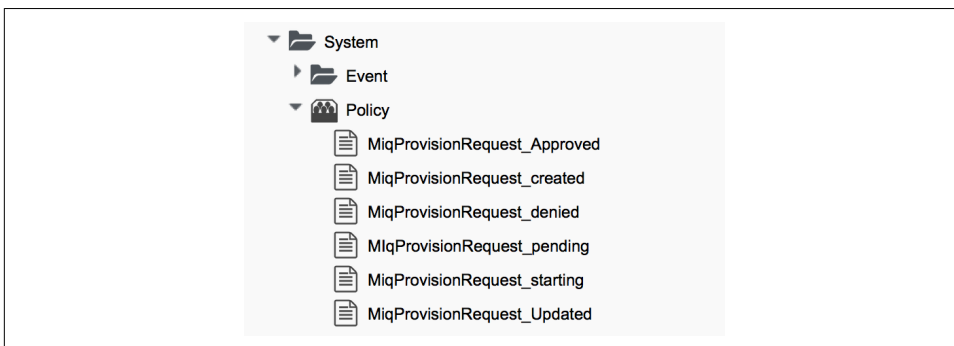 System
Event
Policy
MiqProvisionRequest_Approved
MiqProvisionRequest_created
MiqProvisionRequest_denied
MIqProvisionRequest_pending
MiqProvisionRequest_starting
MiqProvisionRequest_Updated